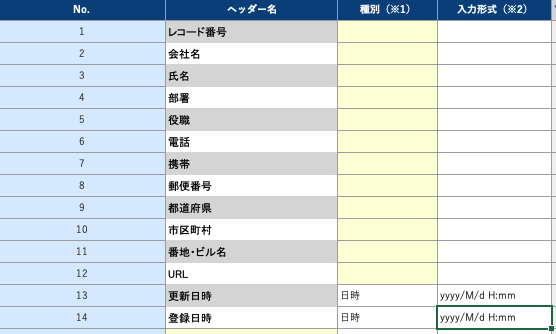 No. ヘッダー名 種別（※1） 入力形式（※2）
1 レコード番号
2 会社名
3 氏名
4 部署
5 役職
6 電話
7 携帯
8 郵便番号
9 都道府県
10 市区町村
11 番地・ビル名
12 URL
13 更新日時 日時 yyyy/M/d H:mm
14 登録日時 日時 yyyy/M/d H:mm